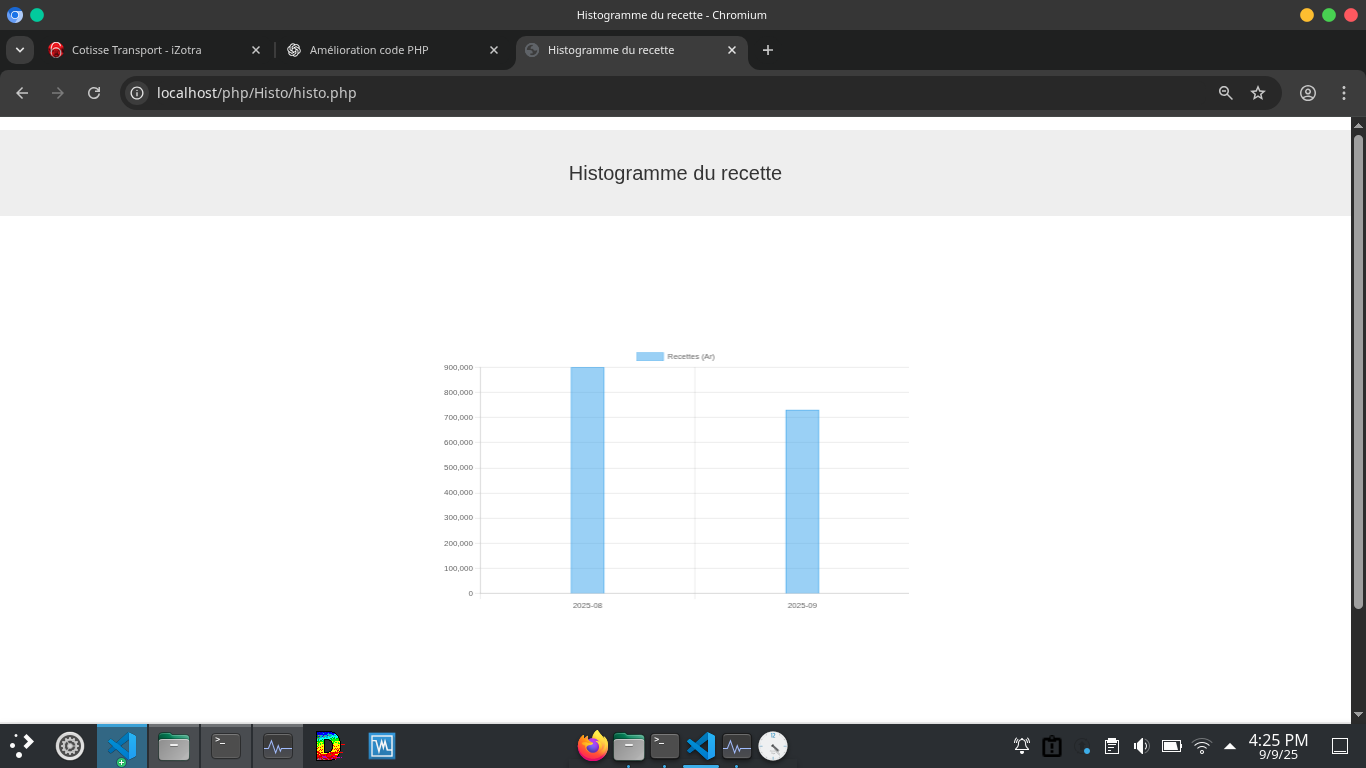 Histogramme du recette - Chromium
Cotisse Transport - iZotra
Amélioration code PHP
Histogramme du recette
localhost/php/Histo/histo.php
Histogramme du recette
Recettes (Ar)
900,000
800,000
700,000
600,000
500,000
400,000
300,000
200,000
100,000
0
2025-08
2025-09
4:25 PM
9/9/25